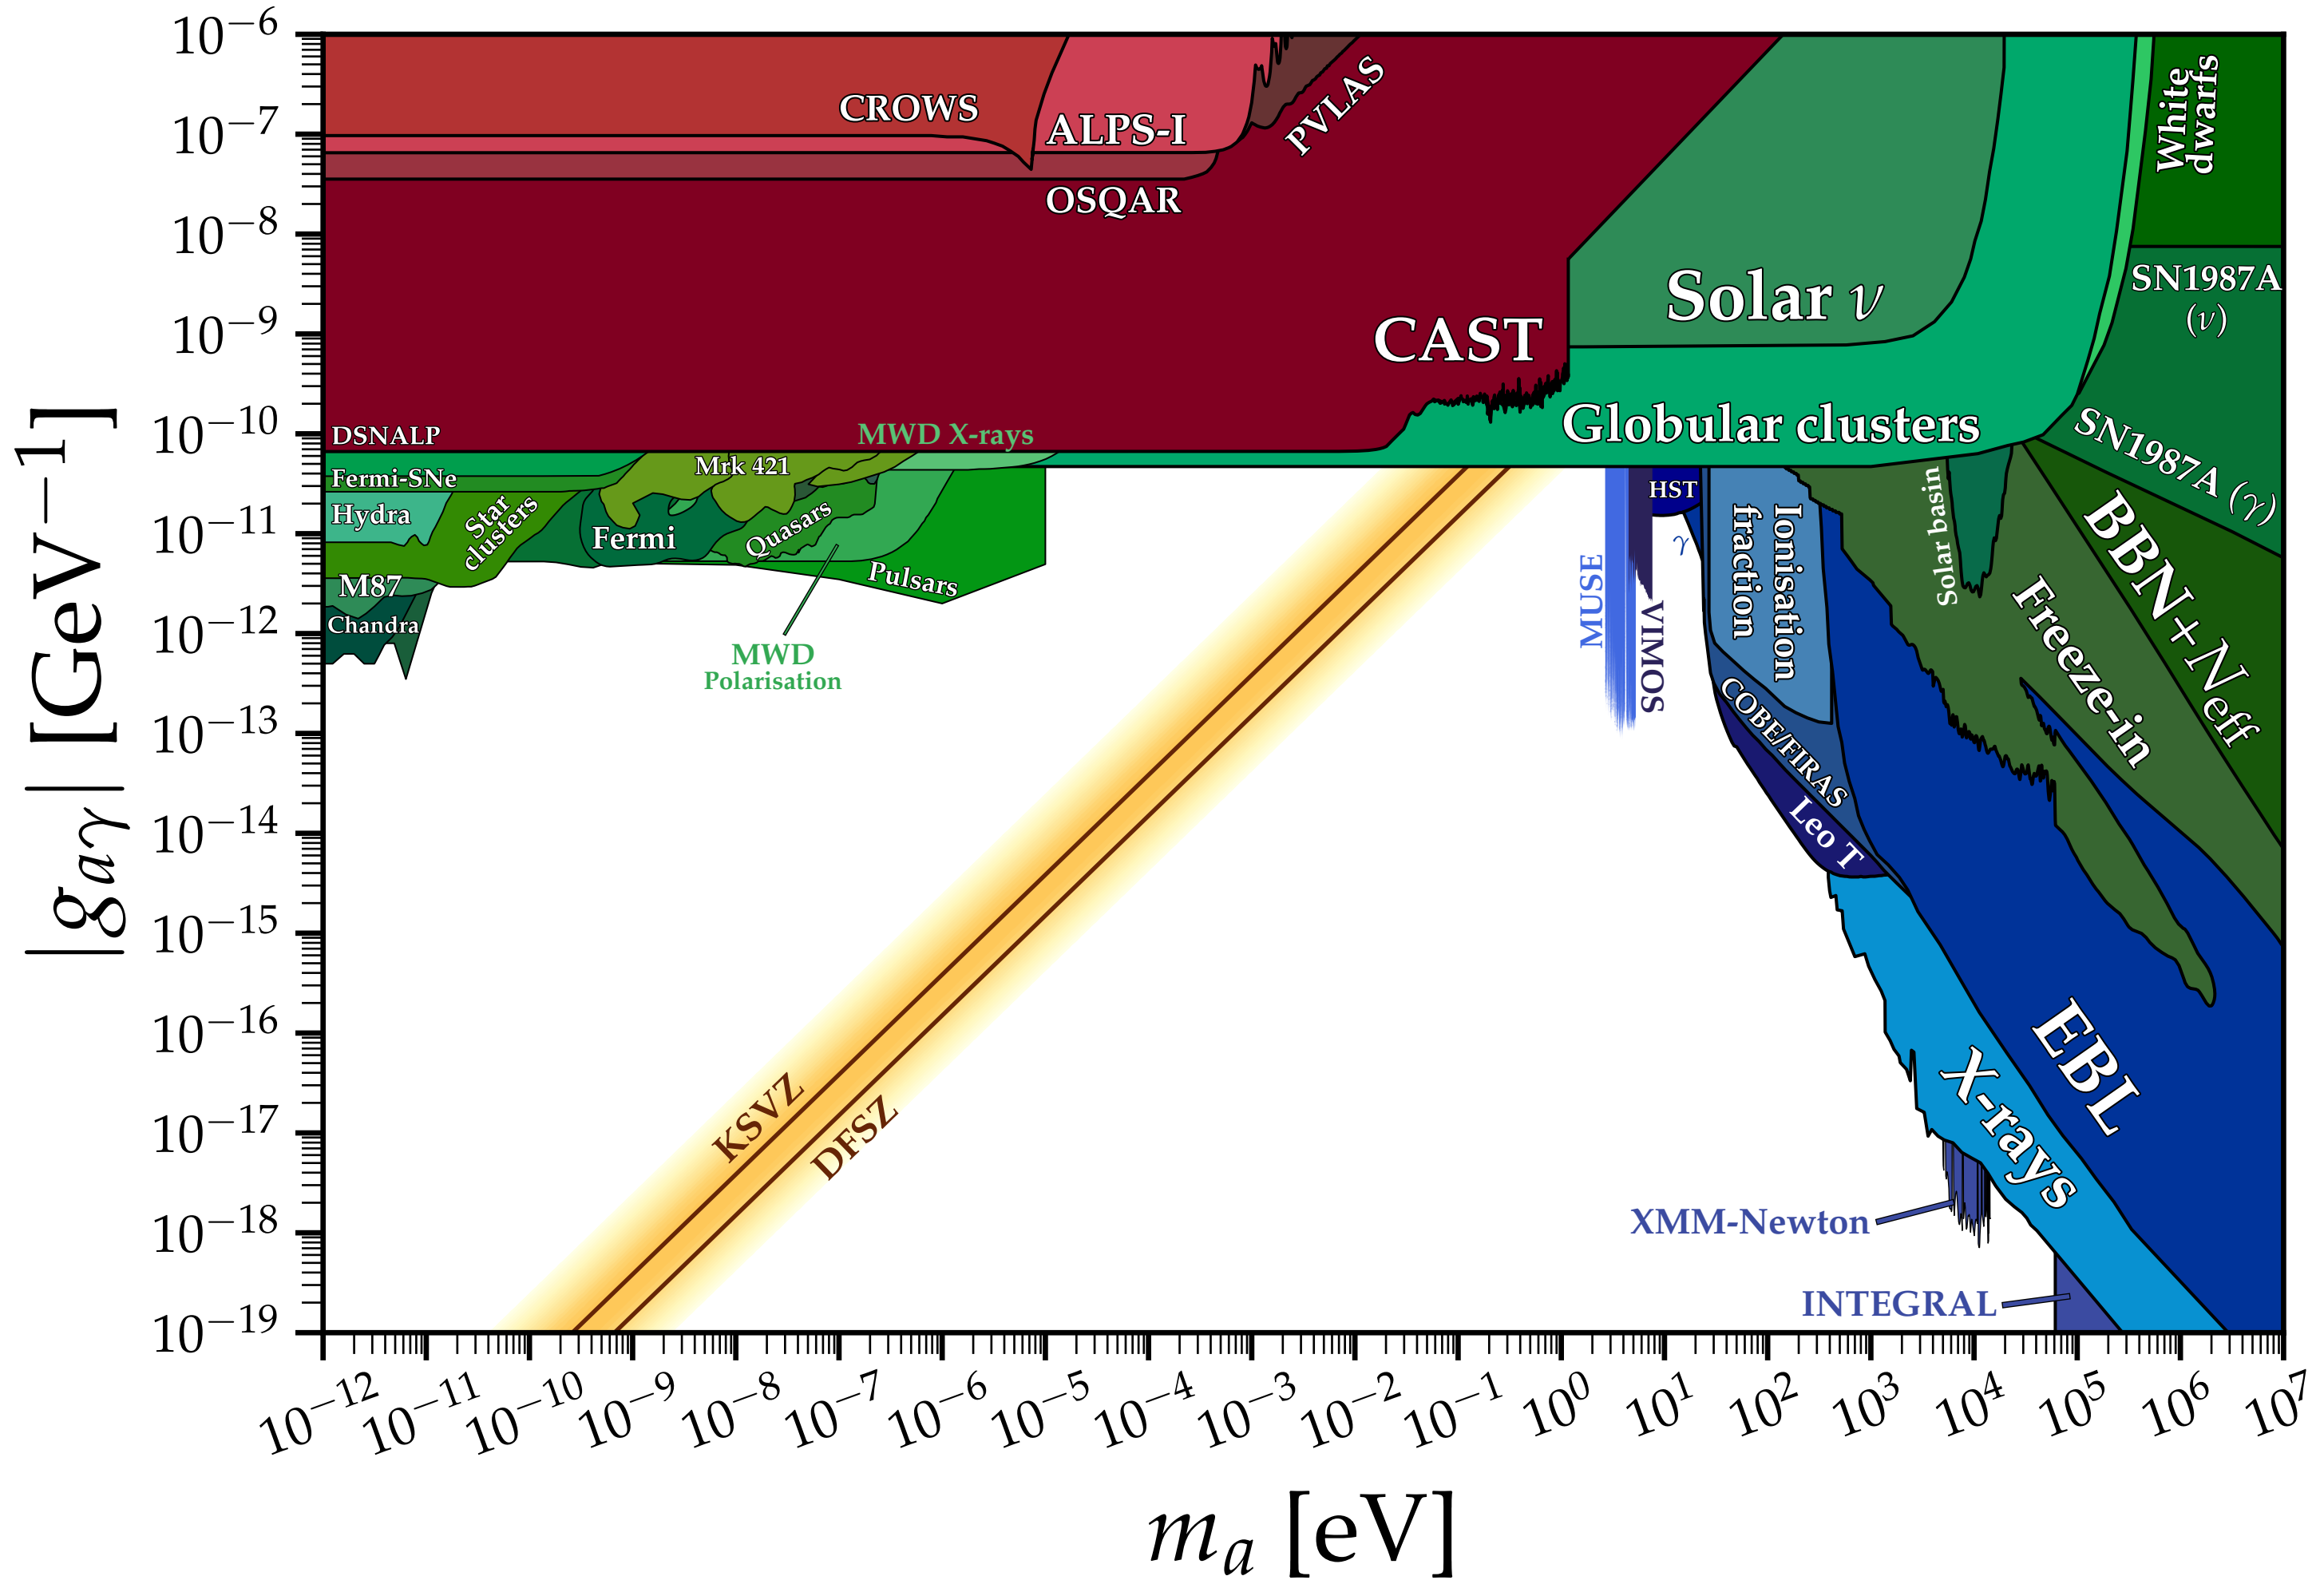 |g_{aγ}| [GeV^{−1}]
10^{−6}
10^{−7}
10^{−8}
10^{−9}
10^{−10}
10^{−11}
10^{−12}
10^{−13}
10^{−14}
10^{−15}
10^{−16}
10^{−17}
10^{−18}
10^{−19}
CROWS
ALPS-I
OSQAR
PVLAS
CAST
Solar ν
Globular clusters
White
dwarfs
SN1987A
(ν)
SN1987A (γ)
DSNALP
Fermi-SNe
Hydra
M87
Chandra
Star
clusters
Mrk 421
MWD X-rays
Fermi
Quasars
Pulsars
MWD
Polarisation
MUSE
VIMOS
HST
γ
Ionisation
fraction
COBE/FIRAS
Leo T
Solar basin
Freeze-in
BBN+N_{eff}
EBL
X-rays
XMM-Newton
INTEGRAL
KSVZ
DFSZ
10^{−12}
10^{−11}
10^{−10}
10^{−9}
10^{−8}
10^{−7}
10^{−6}
10^{−5}
10^{−4}
10^{−3}
10^{−2}
10^{−1}
10^{0}
10^{1}
10^{2}
10^{3}
10^{4}
10^{5}
10^{6}
10^{7}
m_a [eV]